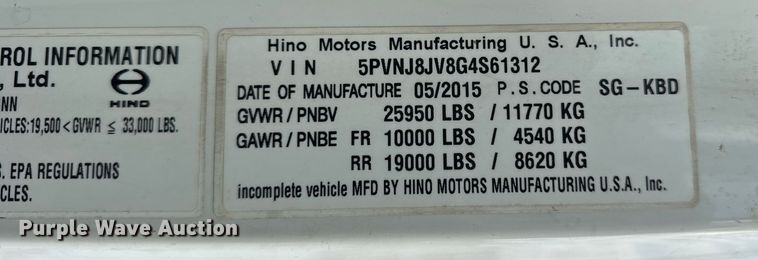 ROL INFORMATION
, Ltd.
HINO
NN
ICLES:19,500 < GVWR ≤ 33,000 LBS.
. EPA REGULATIONS
CLES.
Hino Motors Manufacturing U. S. A., Inc.
VIN 5PVNJ8JV8G4S61312
DATE OF MANUFACTURE 05/2015 P.S.CODE SG-KBD
GVWR / PNBV 25950 LBS / 11770 KG
GAWR / PNBE FR 10000 LBS / 4540 KG
RR 19000 LBS / 8620 KG
incomplete vehicle MFD BY HINO MOTORS MANUFACTURING U.S.A., Inc.
Purple Wave Auction